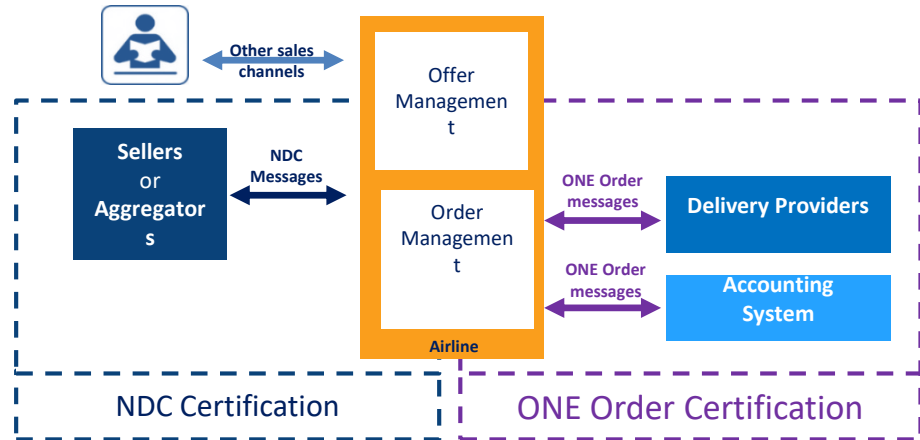 Other sales
channels
Offer
Managemen
t
Sellers
or
Aggregator
s
NDC
Messages
Order
Managemen
t
ONE Order
messages
Delivery Providers
ONE Order
messages
Accounting
System
Airline
NDC Certification
ONE Order Certification